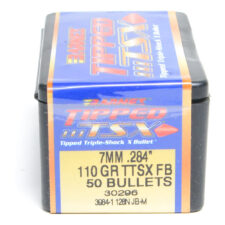 BARNES
TIPPED
TSX
Tipped Triple-Shock X Bullet
7MM .284"
110 GR TTSX FB
50 BULLETS
30296